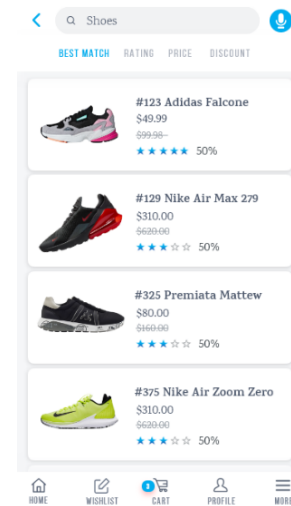 Shoes
BEST MATCH RATING PRICE DISCOUNT
#123 Adidas Falcone
$49.99
$99.98
50%
#129 Nike Air Max 279
$310.00
$620.00
50%
#325 Premiata Mattew
$80.00
$160.00
50%
#375 Nike Air Zoom Zero
$310.00
$620.00
50%
HOME WISHLIST CART PROFILE MORE